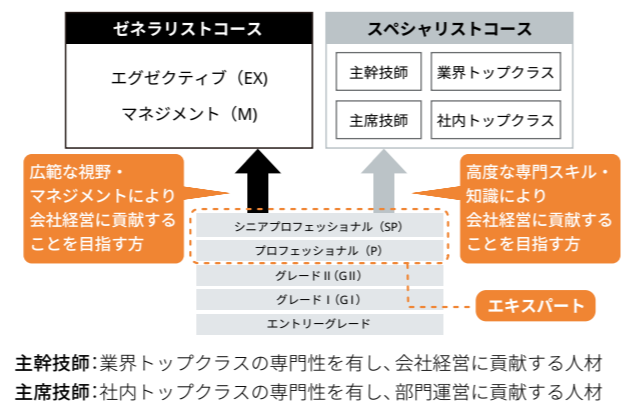 ゼネラリストコース
エグゼクティブ（EX）
マネジメント（M）
スペシャリストコース
主幹技師
業界トップクラス
主席技師
社内トップクラス
広範な視野・
マネジメントにより
会社経営に貢献する
ことを目指す方
高度な専門スキル・
知識により
会社経営に貢献する
ことを目指す方
シニアプロフェッショナル（SP）
プロフェッショナル（P）
グレードⅡ（GⅡ）
グレードⅠ（GⅠ）
エントリーグレード
エキスパート
主幹技師：業界トップクラスの専門性を有し、会社経営に貢献する人材
主席技師：社内トップクラスの専門性を有し、部門運営に貢献する人材